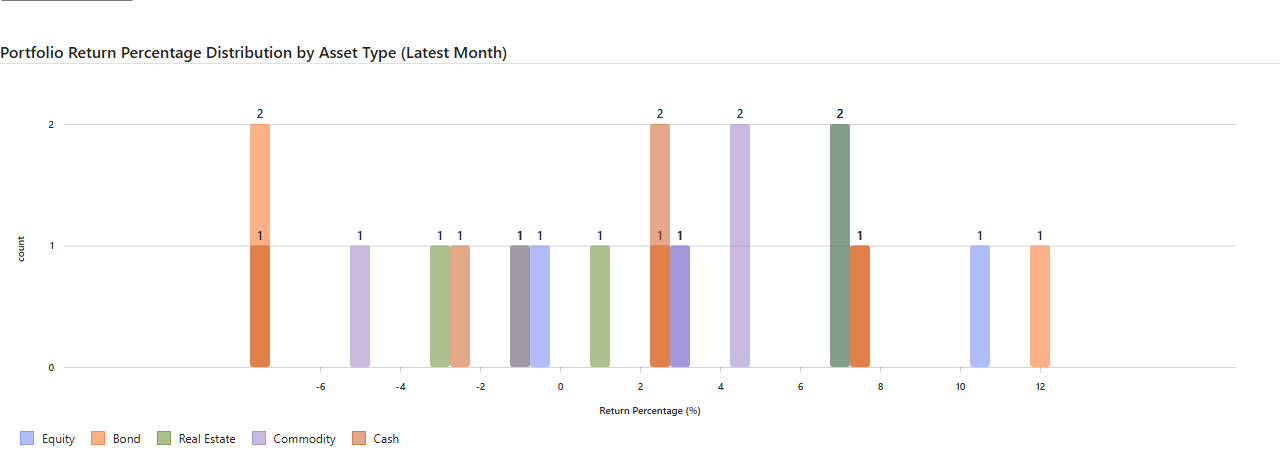 Portfolio Return Percentage Distribution by Asset Type (Latest Month)
2 2 2 2
2
1 1 1 1 1 1 1 1 1 1 1 1
1
count
0
-6 -4 -2 0 2 4 6 8 10 12
Return Percentage (%)
Equity Bond Real Estate Commodity Cash